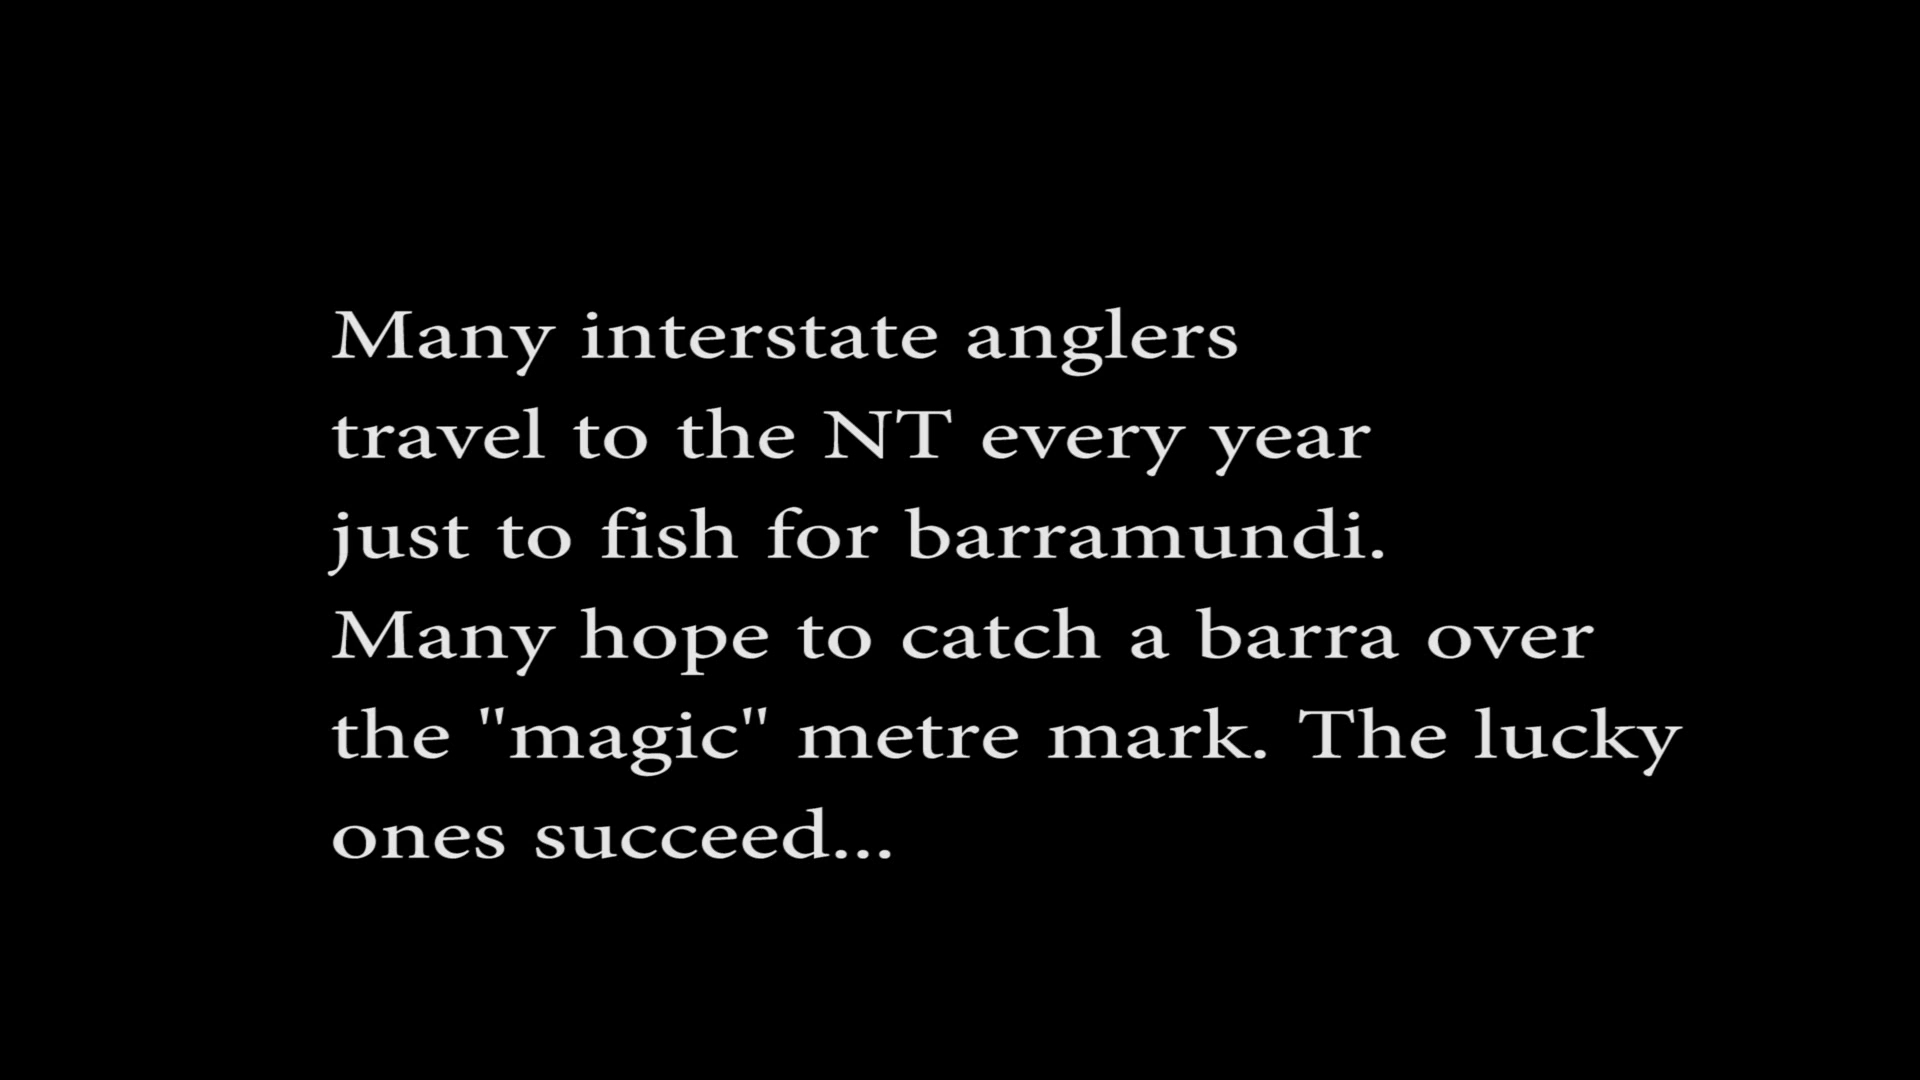 Many interstate anglers
travel to the NT every year
just to fish for barramundi.
Many hope to catch a barra over
the "magic" metre mark. The lucky
ones succeed...